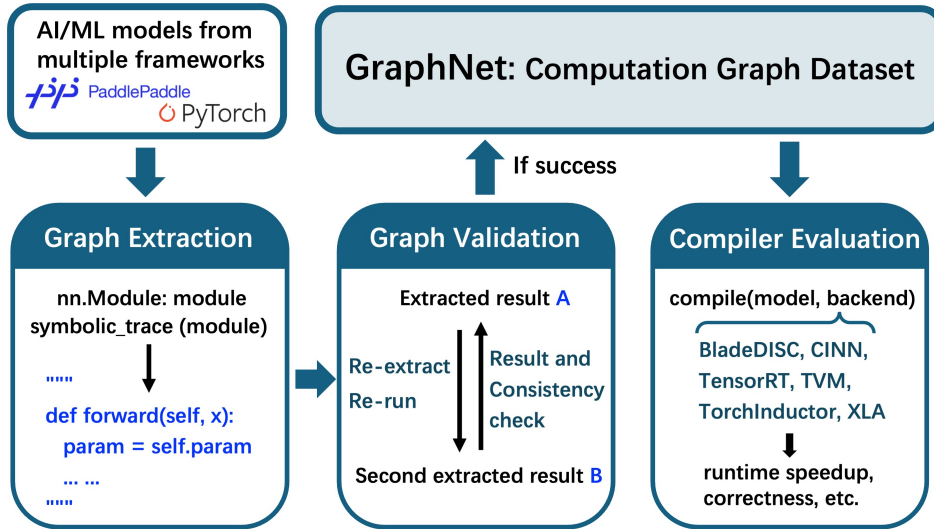 AI/ML models from
multiple frameworks
PaddlePaddle
PyTorch
GraphNet: Computation Graph Dataset
If success
Graph Extraction
nn.Module: module
symbolic_trace (module)
"""
def forward(self, x):
param = self.param
... ...
"""
Graph Validation
Extracted result A
Re-extract
Re-run
Result and
Consistency
check
Second extracted result B
Compiler Evaluation
compile(model, backend)
BladeDISC, CINN,
TensorRT, TVM,
TorchInductor, XLA
runtime speedup,
correctness, etc.